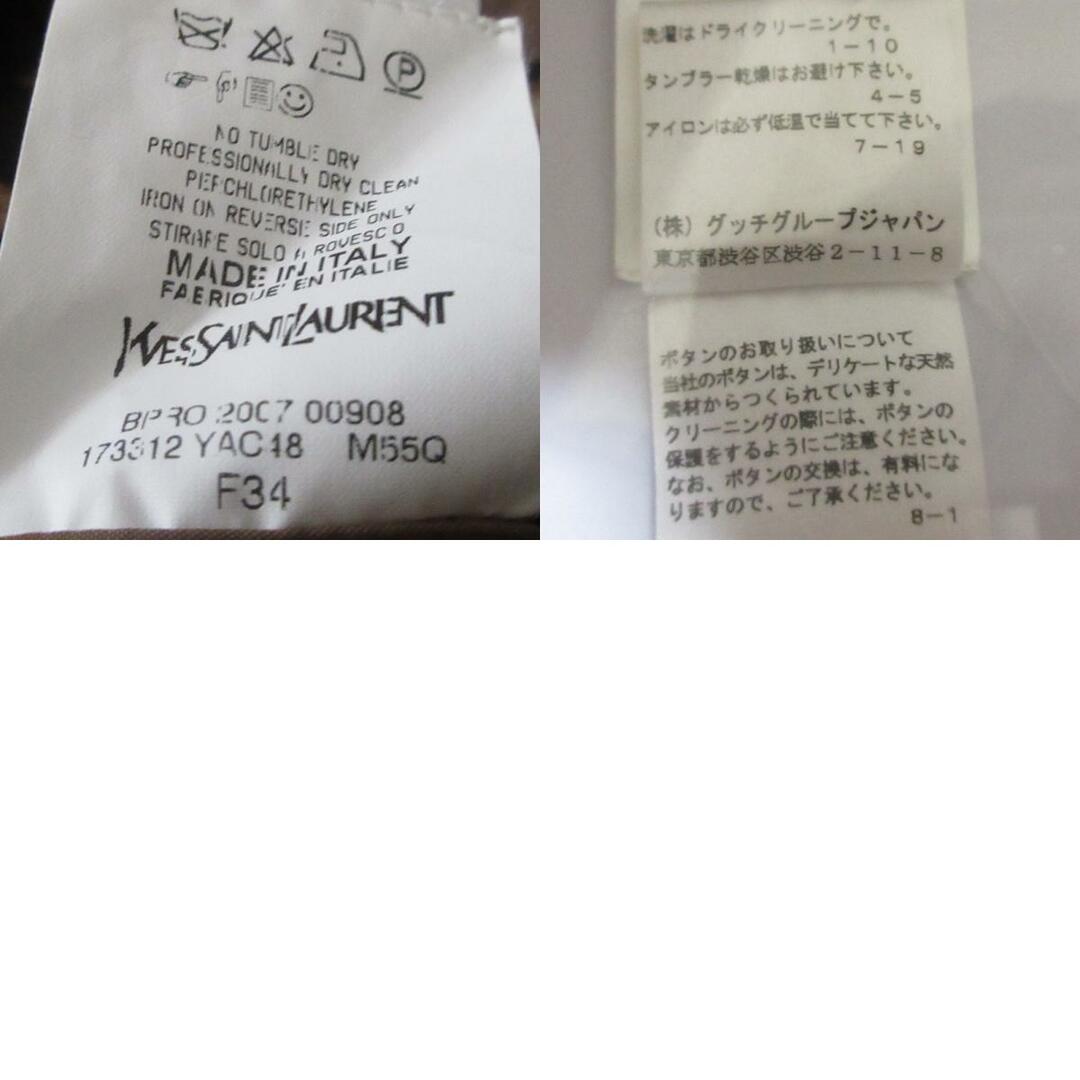 NO TUMBLE DRY
PROFESSIONALLY DRY CLEAN
PERCHLORETHYLENE
IRON ON REVERSE SIDE ONLY
STIRARE SOLO A ROVESCO
MADE IN ITALY
FABRIQUE' EN ITALIE
YVESSAINTLAURENT
BPRO 2007 00908
173312 YAC48 M55Q
F34
洗濯はドライクリーニングで。
1-10
タンブラー乾燥はお避け下さい。
4-5
アイロンは必ず低温で当てて下さい。
7-19
(株) グッチグループジャパン
東京都渋谷区渋谷2-11-8
ボタンのお取り扱いについて
当社のボタンは、デリケートな天然
素材からつくられています。
クリーニングの際には、ボタンの
保護をするようにご注意ください。
なお、ボタンの交換は、有料にな
りますので、ご了承ください。
8-1